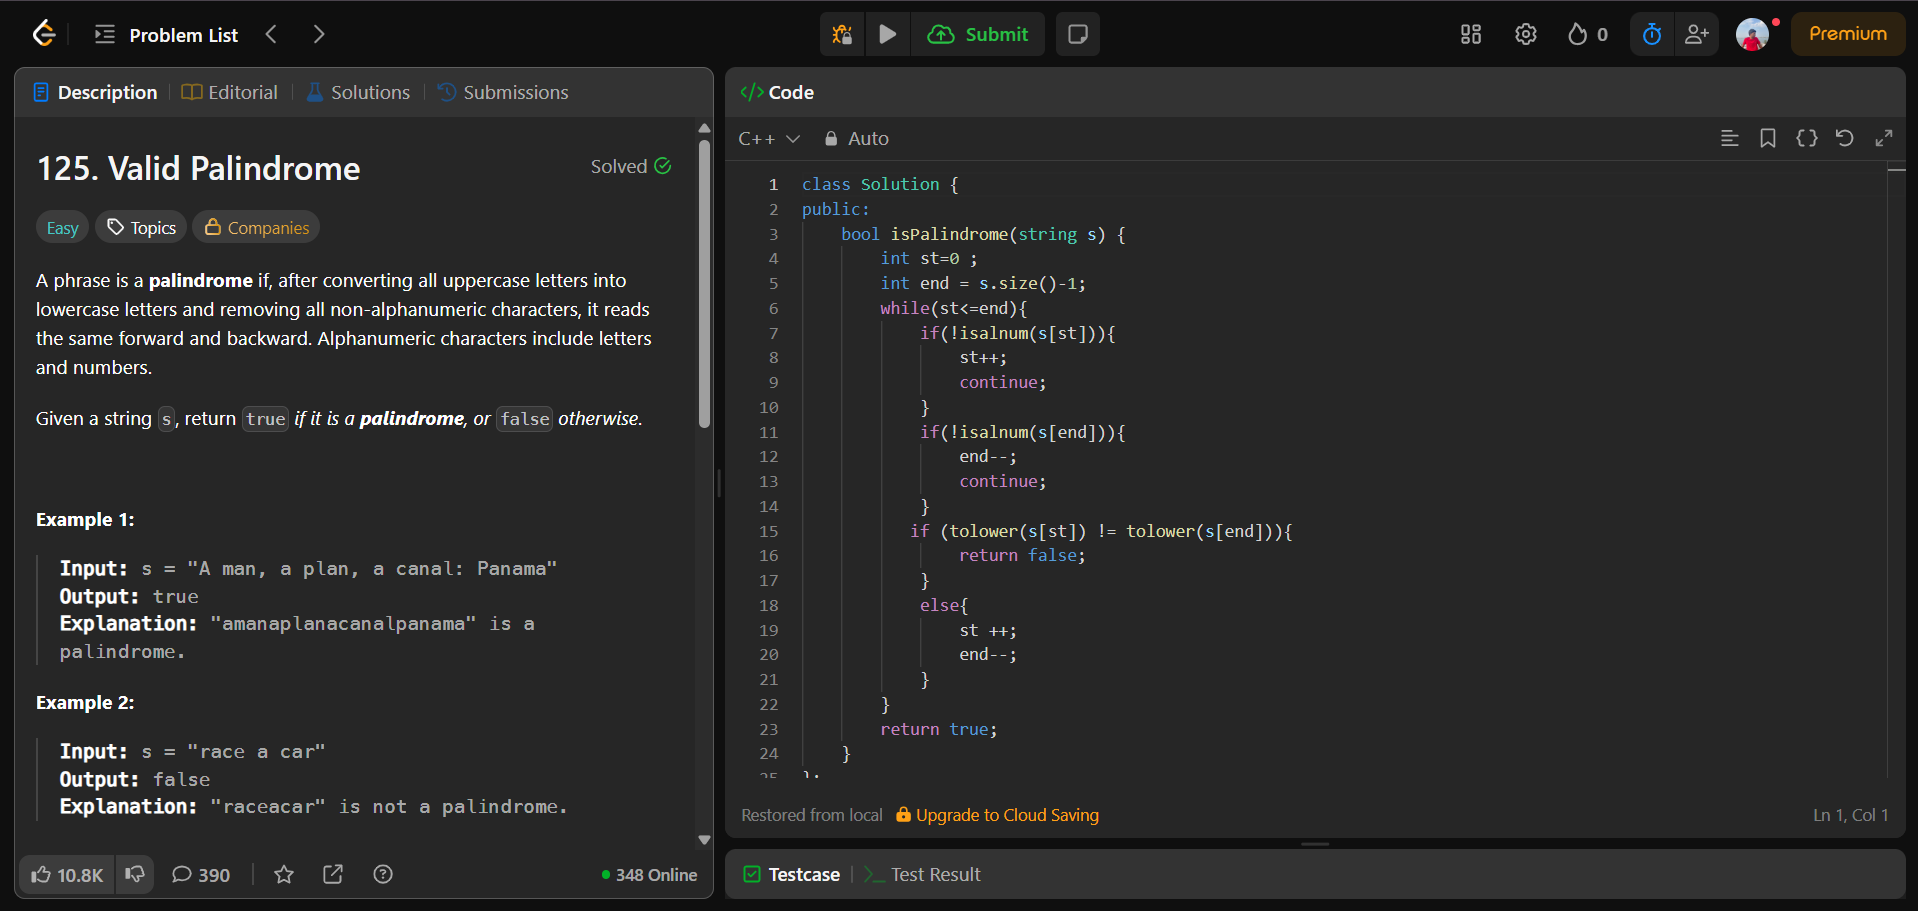 Problem List
Submit
0
Premium
Description
Editorial
Solutions
Submissions
125. Valid Palindrome
Solved
Easy
Topics
Companies
A phrase is a palindrome if, after converting all uppercase letters into
lowercase letters and removing all non-alphanumeric characters, it reads
the same forward and backward. Alphanumeric characters include letters
and numbers.
Given a string s, return true if it is a palindrome, or false otherwise.
Example 1:
Input: s = "A man, a plan, a canal: Panama"
Output: true
Explanation: "amanaplanacanalpanama" is a
palindrome.
Example 2:
Input: s = "race a car"
Output: false
Explanation: "raceacar" is not a palindrome.
10.8K
390
348 Online
</> Code
C++
Auto
1 class Solution {
2 public:
3 bool isPalindrome(string s) {
4 int st=0 ;
5 int end = s.size()-1;
6 while(st<=end){
7 if(!isalnum(s[st])){
8 st++;
9 continue;
10 }
11 if(!isalnum(s[end])){
12 end--;
13 continue;
14 }
15 if (tolower(s[st]) != tolower(s[end])){
16 return false;
17 }
18 else{
19 st ++;
20 end--;
21 }
22 }
23 return true;
24 }
25 };
Restored from local
Upgrade to Cloud Saving
Ln 1, Col 1
Testcase
Test Result